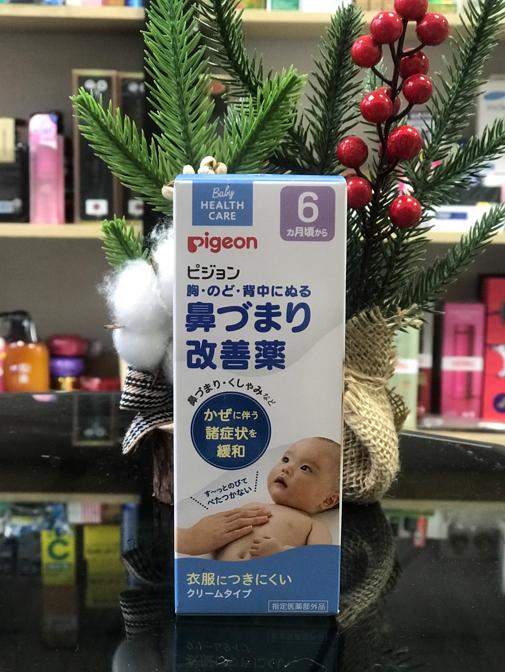 Baby
HEALTH
CARE
6
ヵ月頃から
Pigeon
ピジョン
胸・のど・背中にぬる
鼻づまり
改善薬
鼻づまり・くしゃみなど
かぜに伴う
諸症状を
緩和
す〜っとのびて
べたつかない
衣服につきにくい
クリームタイプ
指定医薬部外品